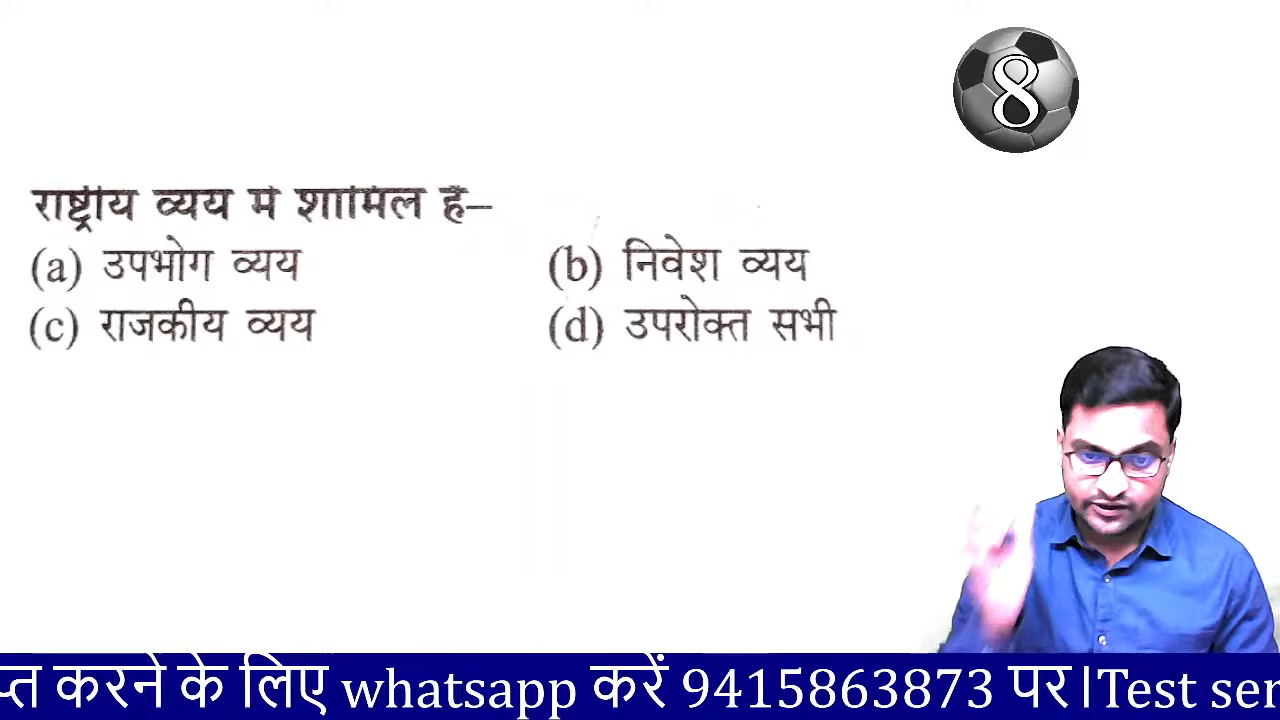 8
राष्ट्रीय व्यय में शामिल है–
(a) उपभोग व्यय (b) निवेश व्यय
(c) राजकीय व्यय (d) उपरोक्त सभी
प्त करने के लिए whatsapp करें 9415863873 पर।Test ser